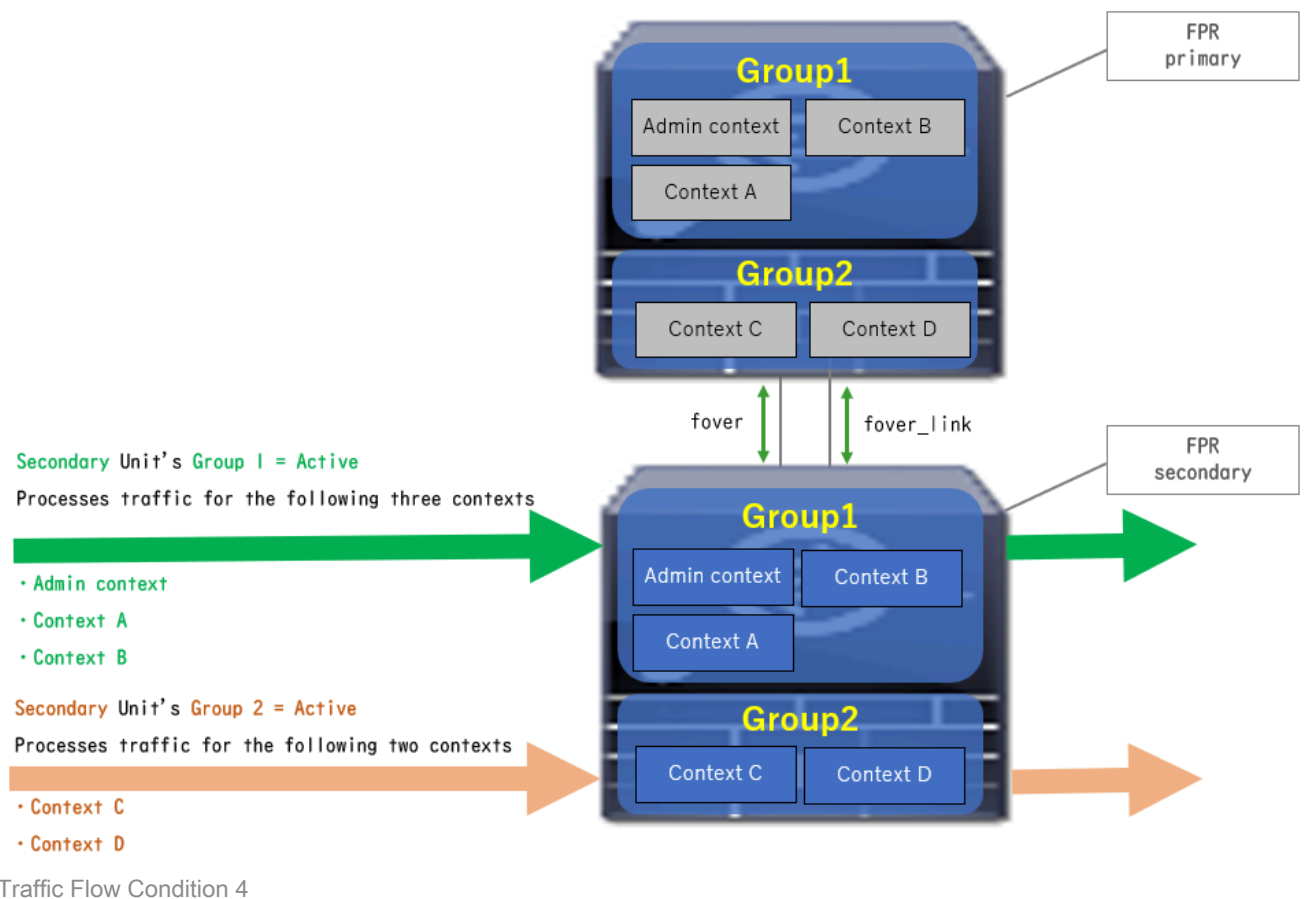 FPR
primary
Group1
Admin context
Context B
Context A
Group2
Context C
Context D
fover
fover_link
FPR
secondary
Secondary Unit's Group 1 = Active
Processes traffic for the following three contexts
・Admin context
・Context A
・Context B
Group1
Admin context
Context B
Context A
Secondary Unit's Group 2 = Active
Processes traffic for the following two contexts
・Context C
・Context D
Group2
Context C
Context D
Traffic Flow Condition 4